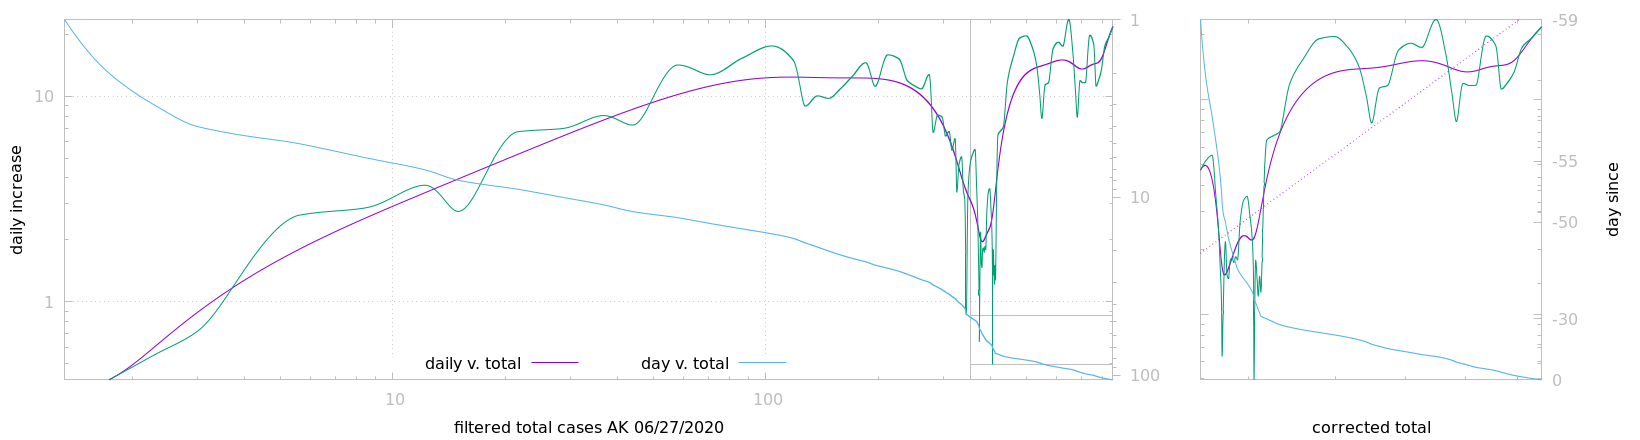 daily increase
10
1
daily v. total
day v. total
10
100
filtered total cases AK 06/27/2020
1
10
100
-59
-55
-50
-30
0
day since
corrected total